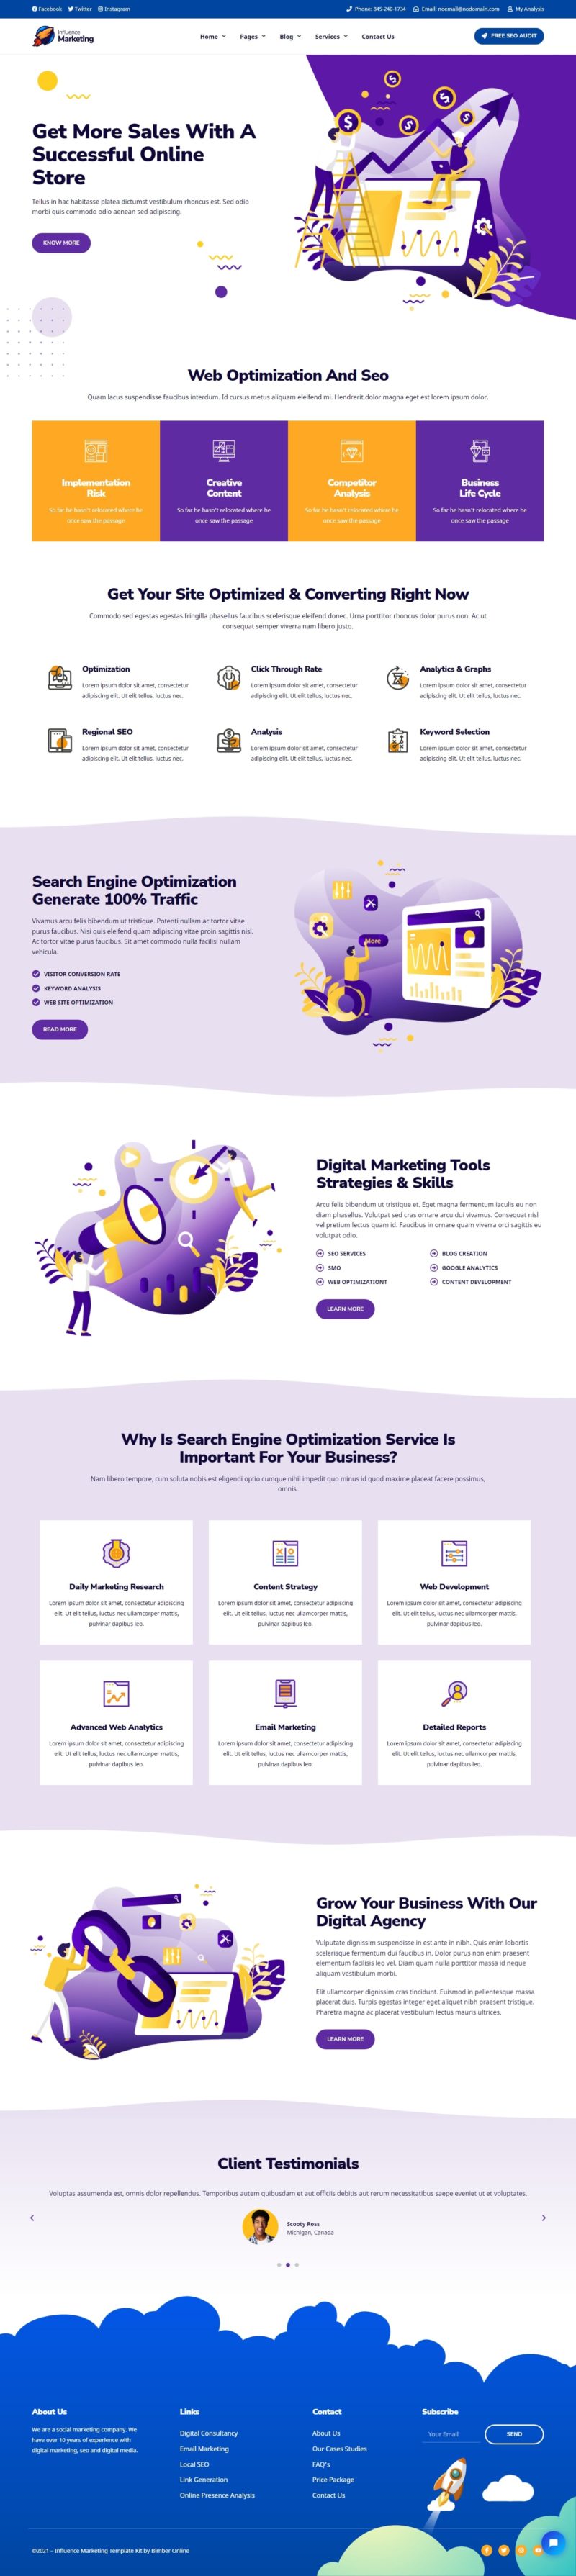 Facebook Twitter Instagram
Phone: 845-240-1734 Email: noemail@nodomain.com My Analysis
Influence
Marketing
Home Pages Blog Services Contact Us
FREE SEO AUDIT
Get More Sales With A
Successful Online
Store
Tellus in hac habitasse platea dictumst vestibulum rhoncus est. Sed odio
morbi quis commodo odio aenean sed adipiscing.
KNOW MORE
Web Optimization And Seo
Quam lacus suspendisse faucibus interdum. Id cursus metus aliquam eleifend mi. Hendrerit dolor magna eget est lorem ipsum dolor.
Implementation
Risk
So far he hasn't relocated where he
once saw the passage
Creative
Content
So far he hasn't relocated where he
once saw the passage
Competitor
Analysis
So far he hasn't relocated where he
once saw the passage
Business
Life Cycle
So far he hasn't relocated where he
once saw the passage
Get Your Site Optimized & Converting Right Now
Commodo sed egestas egestas fringilla phasellus faucibus scelerisque eleifend donec. Urna porttitor rhoncus dolor purus non. Ac ut
consequat semper viverra nam libero justo.
Optimization
Lorem ipsum dolor sit amet, consectetur
adipiscing elit. Ut elit tellus, luctus nec,
Click Through Rate
Lorem ipsum dolor sit amet, consectetur
adipiscing elit. Ut elit tellus, luctus nec,
Analytics & Graphs
Lorem ipsum dolor sit amet, consectetur
adipiscing elit. Ut elit tellus, luctus nec.
Regional SEO
Lorem ipsum dolor sit amet, consectetur
adipiscing elit. Ut elit tellus, luctus nec.
Analysis
Lorem ipsum dolor sit amet, consectetur
adipiscing elit. Ut elit tellus, luctus nec.
Keyword Selection
Lorem ipsum dolor sit amet, consectetur
adipiscing elit. Ut elit tellus, luctus nec.
Search Engine Optimization
Generate 100% Traffic
Vivamus arcu felis bibendum ut tristique. Potenti nullam ac tortor vitae
purus faucibus. Nisi quis eleifend quam adipiscing vitae proin sagittis nisl.
Ac tortor vitae purus faucibus. Sit amet commodo nulla facilisi nullam
vehicula.
VISITOR CONVERSION RATE
KEYWORD ANALYSIS
WEB SITE OPTIMIZATION
READ MORE
More
Digital Marketing Tools
Strategies & Skills
Arcu felis bibendum ut tristique et. Eget magna fermentum iaculis eu non
diam phasellus. Volutpat sed cras ornare arcu dui vivamus. Consequat nisl
vel pretium lectus quam id. Faucibus in ornare quam viverra orci sagittis eu
volutpat odio.
SEO SERVICES
BLOG CREATION
SMO
GOOGLE ANALYTICS
WEB OPTIMIZATIONT
CONTENT DEVELOPMENT
LEARN MORE
Why Is Search Engine Optimization Service Is
Important For Your Business?
Nam libero tempore, cum soluta nobis est eligendi optio cumque nihil impedit quo minus id quod maxime placeat facere possimus,
omnis.
Daily Marketing Research
Lorem ipsum dolor sit amet, consectetur adipiscing
elit. Ut elit tellus, luctus nec ullamcorper mattis,
pulvinar dapibus leo.
Content Strategy
Lorem ipsum dolor sit amet, consectetur adipiscing
elit. Ut elit tellus, luctus nec ullamcorper mattis,
pulvinar dapibus leo.
Web Development
Lorem ipsum dolor sit amet, consectetur adipiscing
elit. Ut elit tellus, luctus nec ullamcorper mattis,
pulvinar dapibus leo.
Advanced Web Analytics
Lorem ipsum dolor sit amet, consectetur adipiscing
elit. Ut elit tellus, luctus nec ullamcorper mattis,
pulvinar dapibus leo.
Email Marketing
Lorem ipsum dolor sit amet, consectetur adipiscing
elit. Ut elit tellus, luctus nec ullamcorper mattis,
pulvinar dapibus leo.
Detailed Reports
Lorem ipsum dolor sit amet, consectetur adipiscing
elit. Ut elit tellus, luctus nec ullamcorper mattis,
pulvinar dapibus leo.
Grow Your Business With Our
Digital Agency
Vulputate dignissim suspendisse in est ante in nibh. Quis enim lobortis
scelerisque fermentum dui faucibus in. Dolor purus non enim praesent
elementum facilisis leo vel. Diam quam nulla porttitor massa id neque
aliquam vestibulum morbi.
Elit ullamcorper dignissim cras tincidunt. Euismod in pellentesque massa
placerat duis. Turpis egestas integer eget aliquet nibh praesent tristique.
Pharetra magna ac placerat vestibulum lectus mauris ultrices.
LEARN MORE
Client Testimonials
Voluptas assumenda est, omnis dolor repellendus. Temporibus autem quibusdam et aut officiis debitis aut rerum necessitatibus saepe eveniet ut et voluptates.
Scooty Ross
Michigan, Canada
About Us
We are a social marketing company. We
have over 10 years of experience with
digital marketing, seo and digital media.
Links
Digital Consultancy
Email Marketing
Local SEO
Link Generation
Online Presence Analysis
Contact
About Us
Our Cases Studies
FAQ's
Price Package
Contact Us
Subscribe
Your Email
SEND
©2021 - Influence Marketing Template Kit by Bimber Online